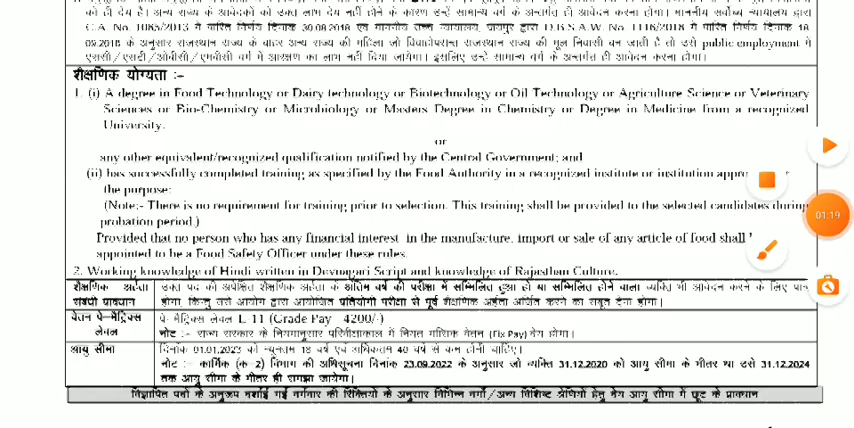 को ही देय है। अन्य राज्य के आवेदकों को उक्त लाभ देय नहीं होने के कारण उन्हें सामान्य वर्ग के अन्तर्गत ही आवेदन करना होगा। माननीय सर्वोच्च न्यायालय द्वारा
C.A. No. 1085/2013 में पारित निर्णय दिनांक 30.08.2018 एवं माननीय उच्च न्यायालय, जयपुर द्वारा D.B.S.A.W. No. 1116/2018 में पारित निर्णय दिनांक 18
09.2018 के अनुसार राजस्थान राज्य के बाहर अन्य राज्य की महिला जो विवाहोपरान्त राजस्थान राज्य की मूल निवासी बन जाती है तो उसे public employment में
एससी/एसटी/ओबीसी/एमबीसी वर्ग में आरक्षण का लाभ नहीं दिया जायेगा। इसलिए उन्हें सामान्य वर्ग के अन्तर्गत ही आवेदन करना होगा।
शैक्षणिक योग्यता :-
1. (i) A degree in Food Technology or Dairy technology or Biotechnology or Oil Technology or Agriculture Science or Veterinary
Sciences or Bio-Chemistry or Microbiology or Masters Degree in Chemistry or Degree in Medicine from a recognized
University.
or
any other equivalent/recognized qualification notified by the Central Government; and
(ii) has successfully completed training as specified by the Food Authority in a recognized institute or institution appro
the purpose:
(Note:- There is no requirement for training prior to selection. This training shall be provided to the selected candidates during
01:19
probation period.)
Provided that no person who has any financial interest in the manufacture, import or sale of any article of food shall
appointed to be a Food Safety Officer under these rules.
2. Working knowledge of Hindi written in Devnagari Script and knowledge of Rajasthan Culture.
शैक्षणिक अर्हता उक्त पद की अपेक्षित शैक्षणिक अर्हता के अंतिम वर्ष की परीक्षा में सम्मिलित हुआ हो या सम्मिलित होने वाला व्यक्ति भी आवेदन करने के लिए पात्र
संबंधी प्रावधान होगा, किन्तु उसे आयोग द्वारा आयोजित प्रतियोगी परीक्षा से पूर्व शैक्षणिक अर्हता अर्जित करने का सबूत देना होगा।
वेतन पे–मैट्रिक्स पे- मैट्रिक्स लेवल L-11 (Grade Pay - 4200/-)
लेवल नोट :- राज्य सरकार के नियमानुसार परिवीक्षाकाल में नियत मासिक वेतन (Fix Pay) देय होगा।
आयु सीमा दिनांक 01.01.2023 को न्यूनतम 18 वर्ष एवं अधिकतम 40 वर्ष से कम होनी चाहिए।
नोट :- कार्मिक (क-2) विभाग की अधिसूचना दिनांक 23.09.2022 के अनुसार जो व्यक्ति 31.12.2020 को आयु सीमा के भीतर था उसे 31.12.2024
तक आयु सीमा के भीतर ही समझा जायेगा।
विज्ञापित पदों के अनुरूप दर्शाई गई वर्गवार की रिक्तियों के अनुसार विभिन्न वर्गों/अन्य विशिष्ट श्रेणियों हेतु देय आयु सीमा में छूट के प्रावधान